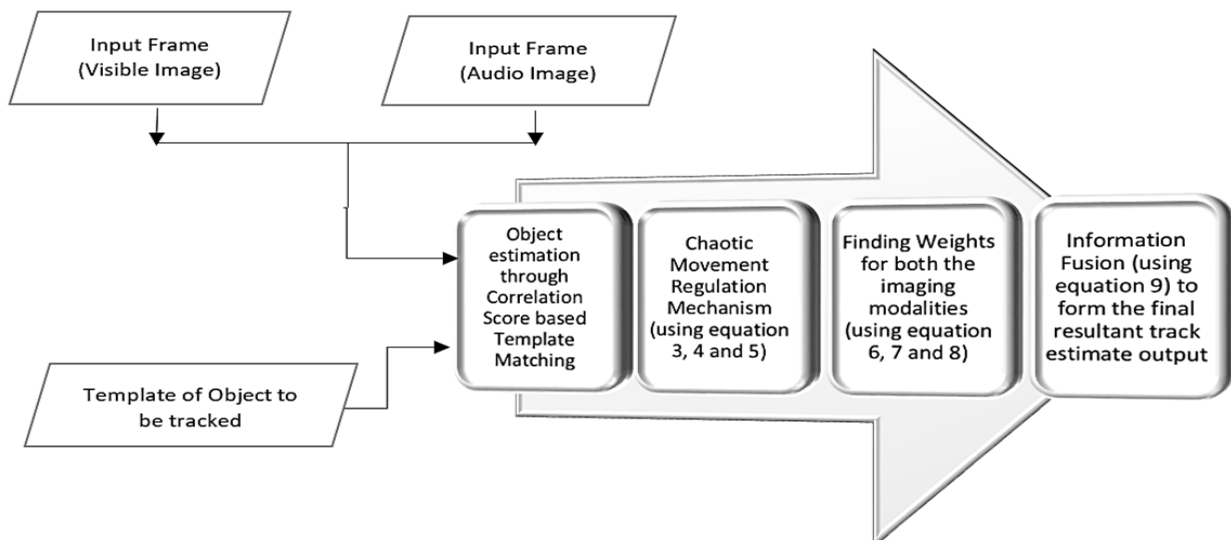 Input Frame
(Visible Image)
Input Frame
(Audio Image)
Object
estimation
through
Correlation
Score based
Template
Matching
Chaotic
Movement
Regulation
Mechanism
(using equation
3, 4 and 5)
Finding Weights
for both the
imaging
modalities
(using equation
6, 7 and 8)
Information
Fusion (using
equation 9) to
form the final
resultant track
estimate output
Template of Object to
be tracked